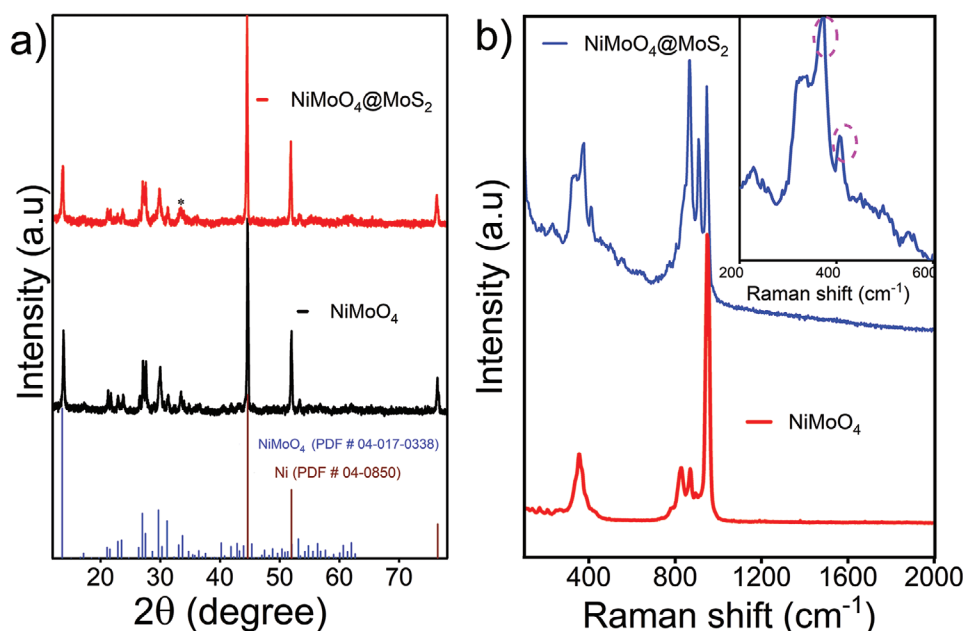 a)
NiMoO₄@MoS₂
*
NiMoO₄
NiMoO₄ (PDF # 04-017-0338)
Ni (PDF # 04-0850)
Intensity (a.u)
20 30 40 50 60 70
2θ (degree)
b)
NiMoO₄@MoS₂
200 400 600
Raman shift (cm⁻¹)
NiMoO₄
Intensity (a.u)
400 800 1200 1600 2000
Raman shift (cm⁻¹)